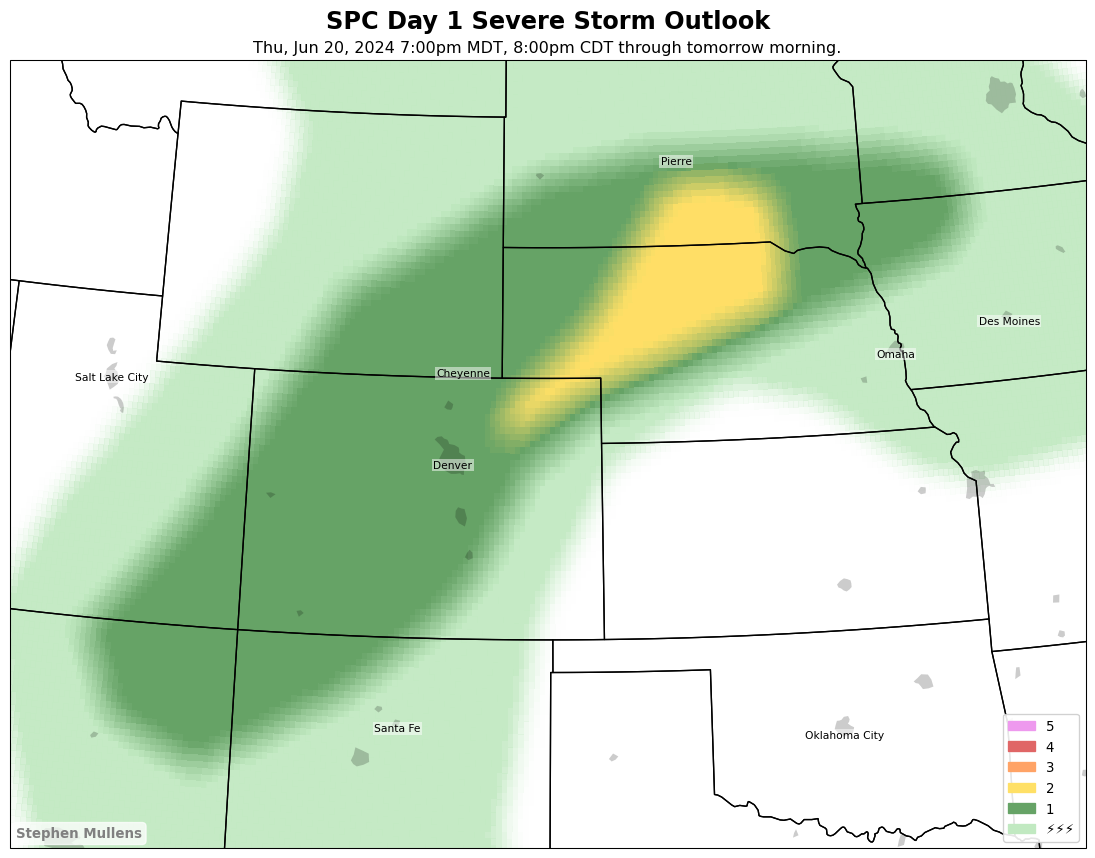 SPC Day 1 Severe Storm Outlook
Thu, Jun 20, 2024 7:00pm MDT, 8:00pm CDT through tomorrow morning.
Pierre
Des Moines
Omaha
Cheyenne
Salt Lake City
Denver
Santa Fe
Oklahoma City
5
4
3
2
1
⚡⚡⚡
Stephen Mullens